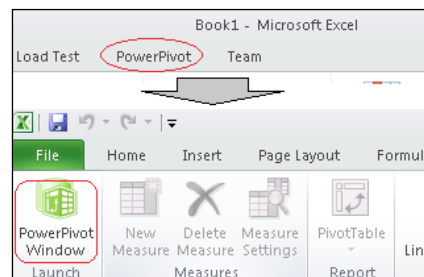 Book1 - Microsoft Excel
Load Test PowerPivot Team
File Home Insert Page Layout Formul
PowerPivot New Delete Measure PivotTable
Window Measure Measure Settings Lin
Launch Measures Report